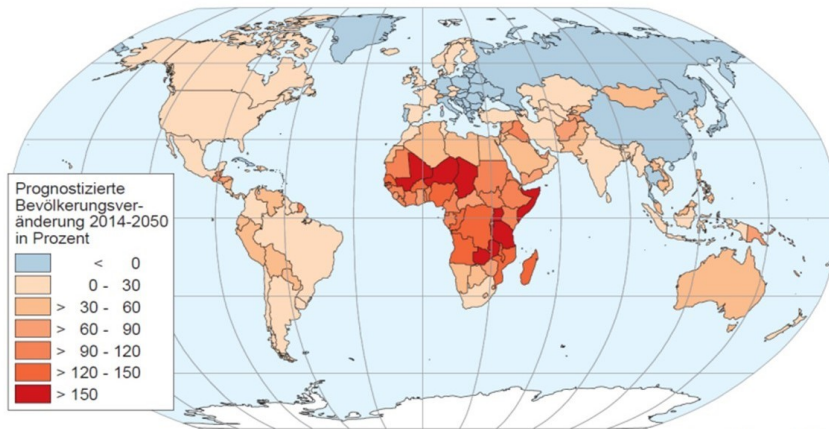 Prognostizierte
Bevölkerungsver-
änderung 2014-2050
in Prozent
< 0
0 - 30
> 30 - 60
> 60 - 90
> 90 - 120
> 120 - 150
> 150